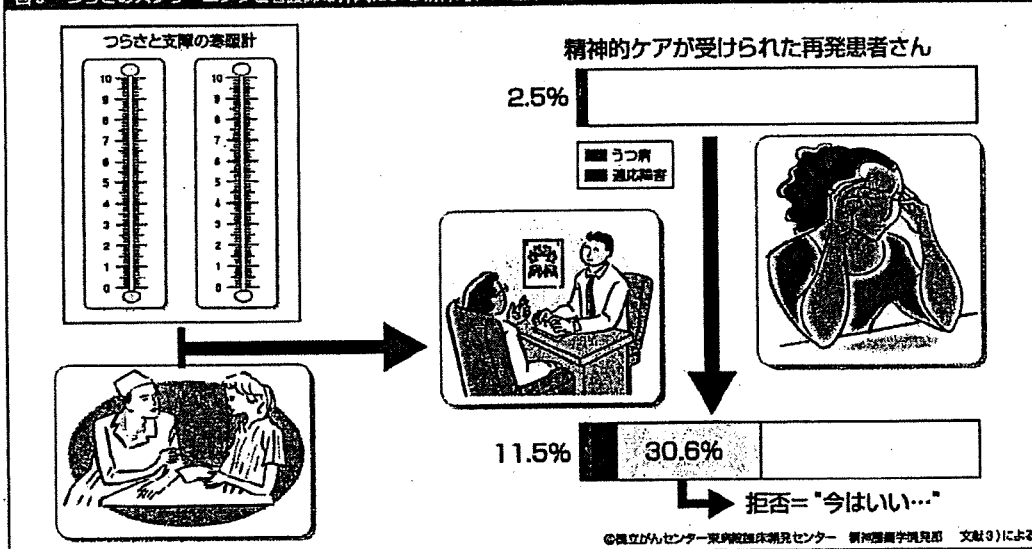 つらさと支障の寒暖計
10 10
9 9
8 8
7 7
6 6
5 5
4 4
3 3
2 2
1 1
0 0
精神的ケアが受けられた再発患者さん
2.5%
うつ病
適応障害
11.5%
30.6%
拒否="今はいい…"
©国立がんセンター東病院臨床開発センター 精神腫瘍学開発部 文献3)による